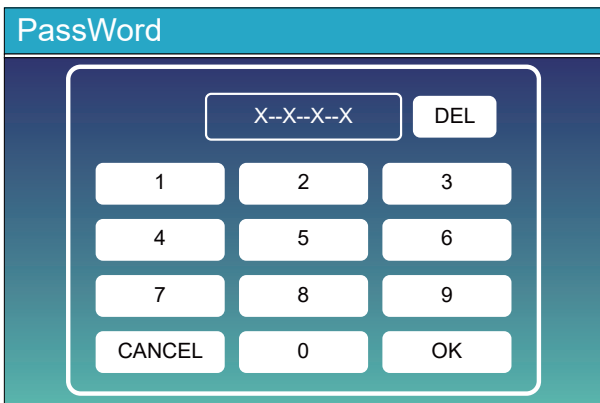 PassWord
X--X--X--X DEL
1 2 3
4 5 6
7 8 9
CANCEL 0 OK